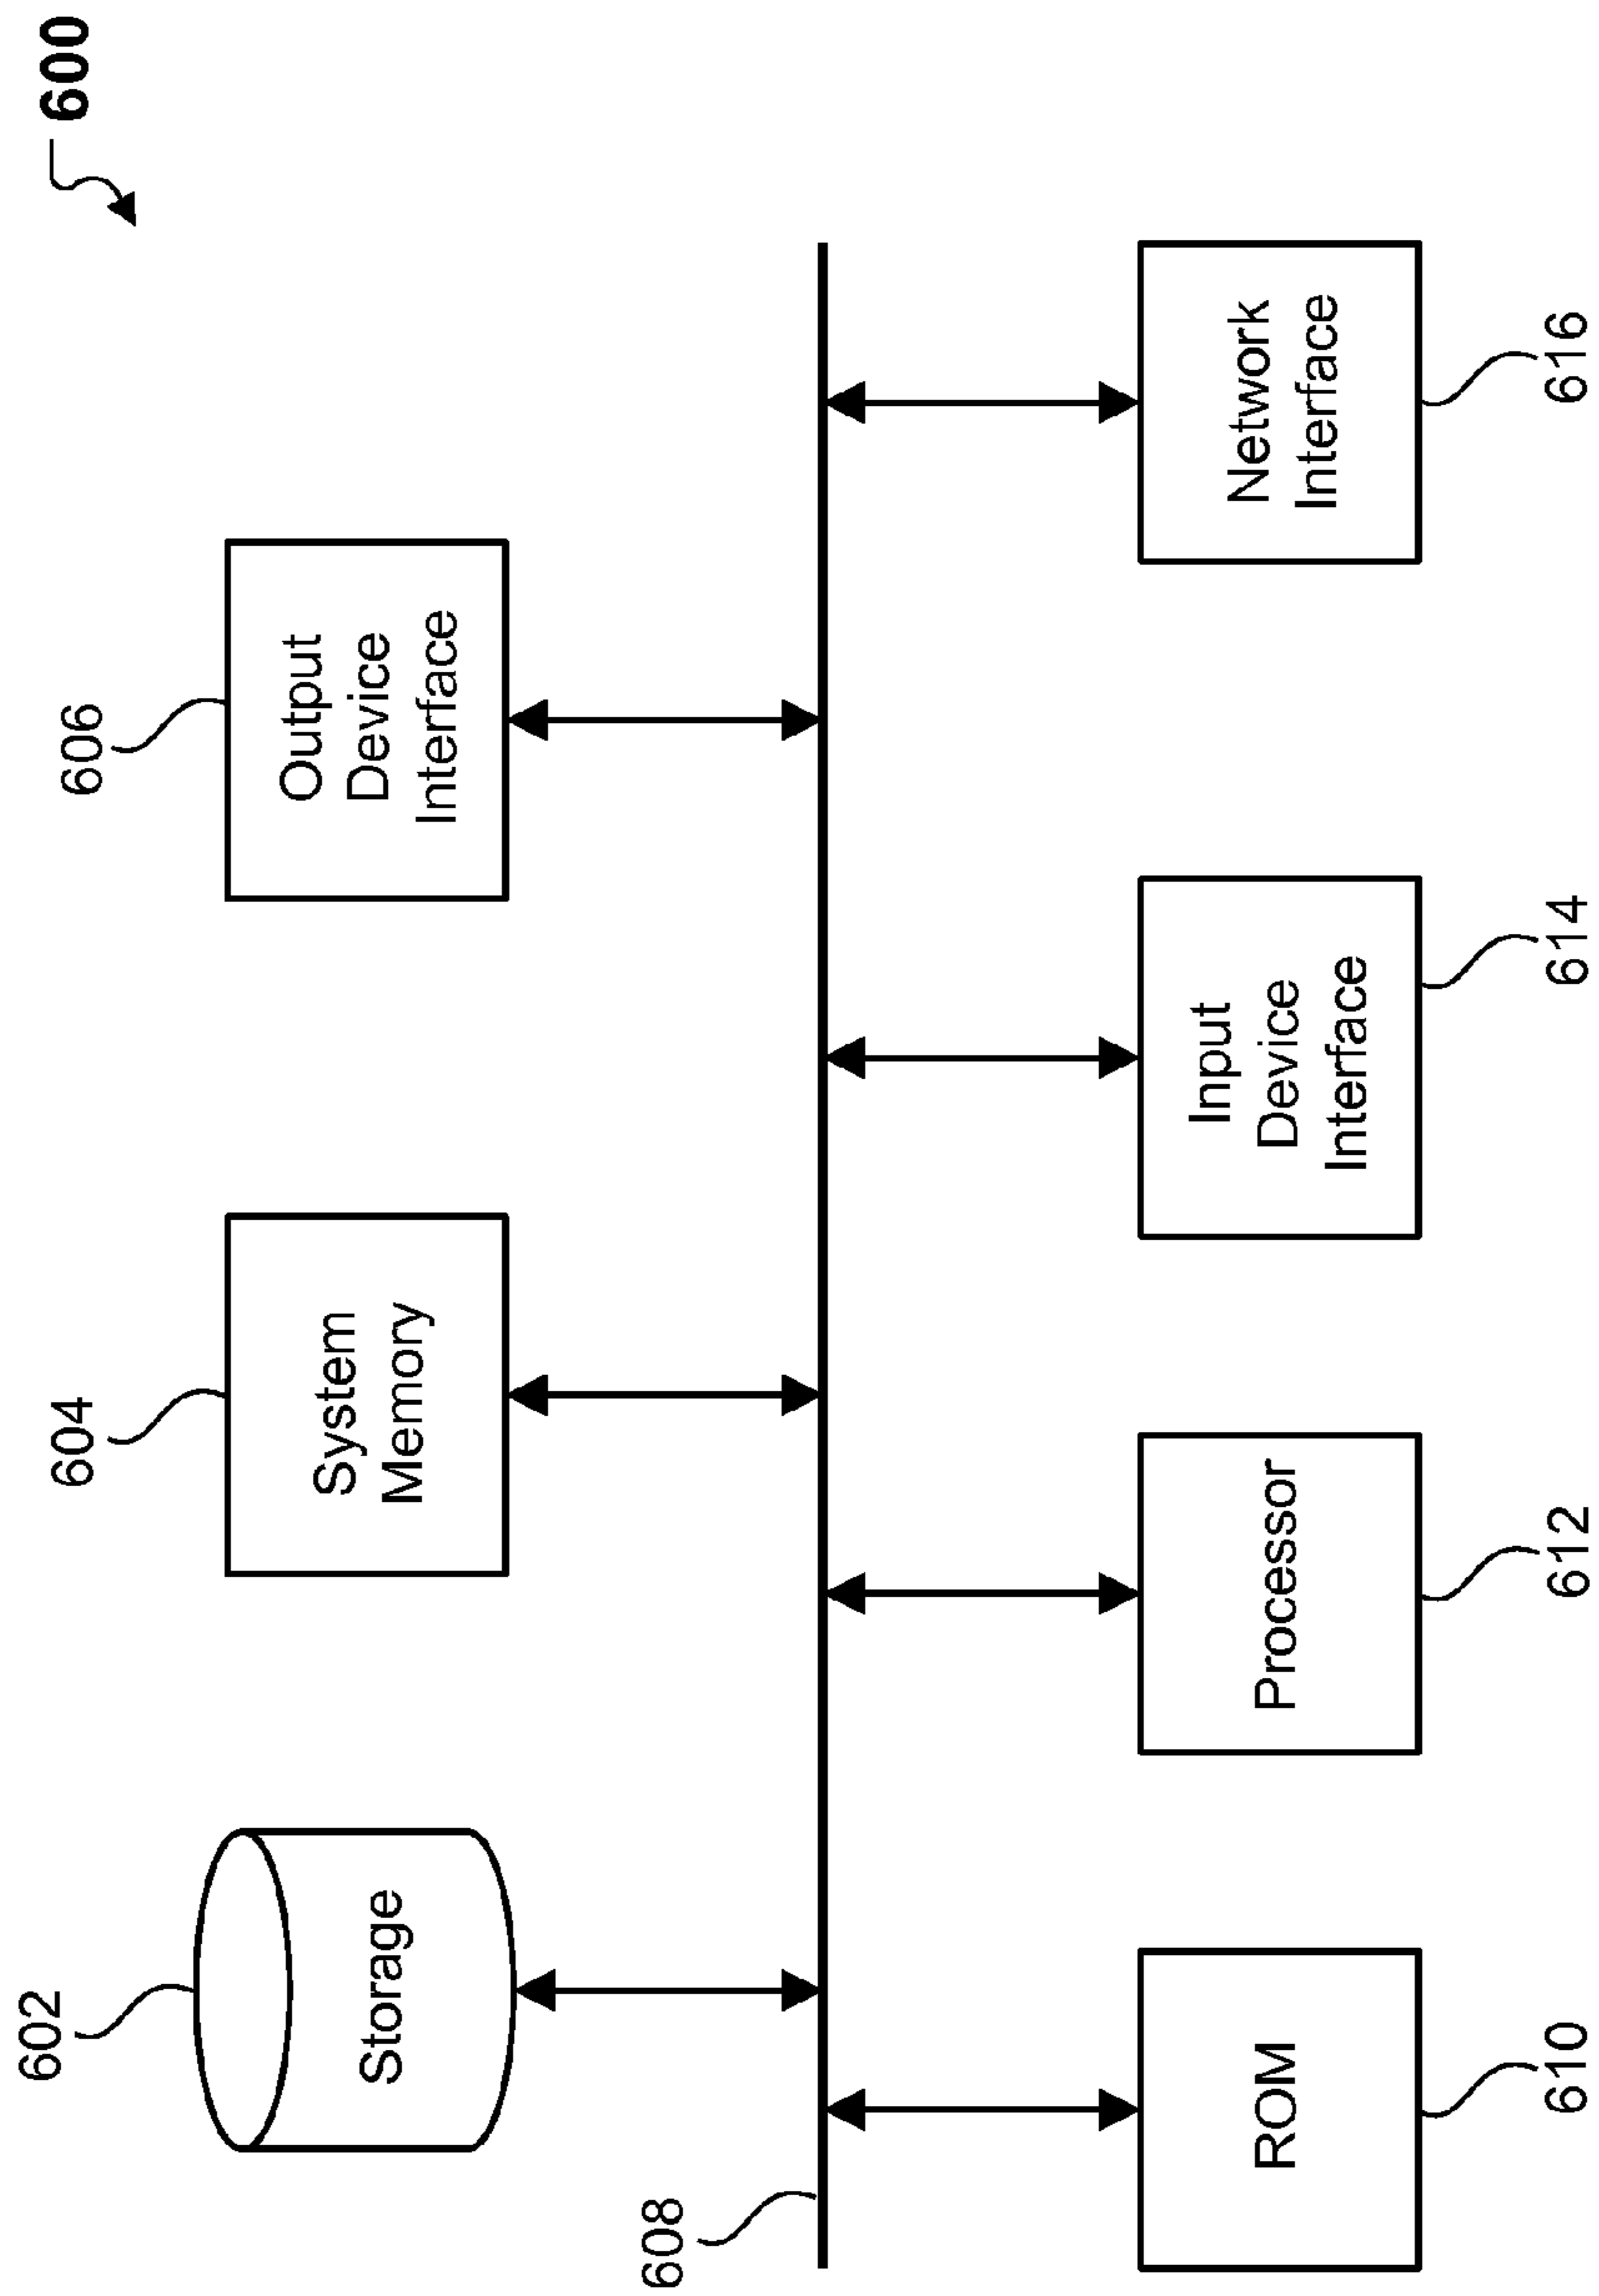 600
602
604
606
Storage
System
Memory
Output
Device
Interface
608
ROM
Processor
Input
Device
Interface
Network
Interface
610
612
614
616